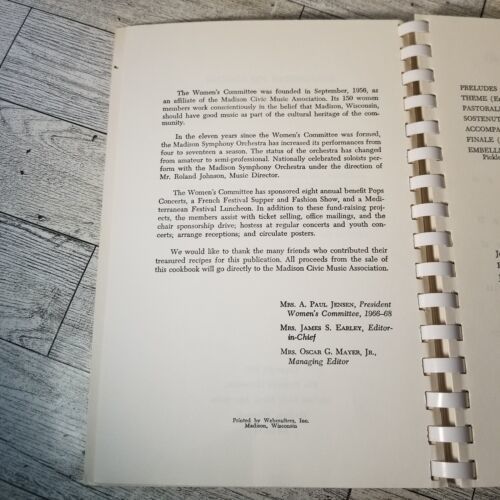 The Women's Committee was founded in September, 1956, as
an affiliate of the Madison Civic Music Association. Its 150 women
members work conscientiously in the belief that Madison, Wisconsin,
should have good music as part of the cultural heritage of the com-
munity.
In the eleven years since the Women's Committee was formed,
the Madison Symphony Orchestra has increased its performances from
four to seventeen a season. The status of the orchestra has changed
from amateur to semi-professional. Nationally celebrated soloists per-
form with the Madison Symphony Orchestra under the direction of
Mr. Roland Johnson, Music Director.
The Women's Committee has sponsored eight annual benefit Pops
Concerts, a French Festival Supper and Fashion Show, and a Medi-
terranean Festival Luncheon. In addition to these fund-raising proj-
ects, the members assist with ticket selling, office mailings, and the
chair sponsorship drive; hostess at regular concerts and youth con-
certs; arrange receptions; and circulate posters.
We would like to thank the many friends who contributed their
treasured recipes for this publication. All proceeds from the sale of
this cookbook will go directly to the Madison Civic Music Association.
Mrs. A. Paul Jensen, President
Women's Committee, 1966-68
Mrs. James S. Earley, Editor-
in-Chief
Mrs. Oscar G. Mayer, Jr.,
Managing Editor
Printed by Webcrafters, Inc.
Madison, Wisconsin
PRELUDES
THEME (E
PASTORAL
SOSTENUT
ACCOMPA
FINALE (
EMBELL
Pickl